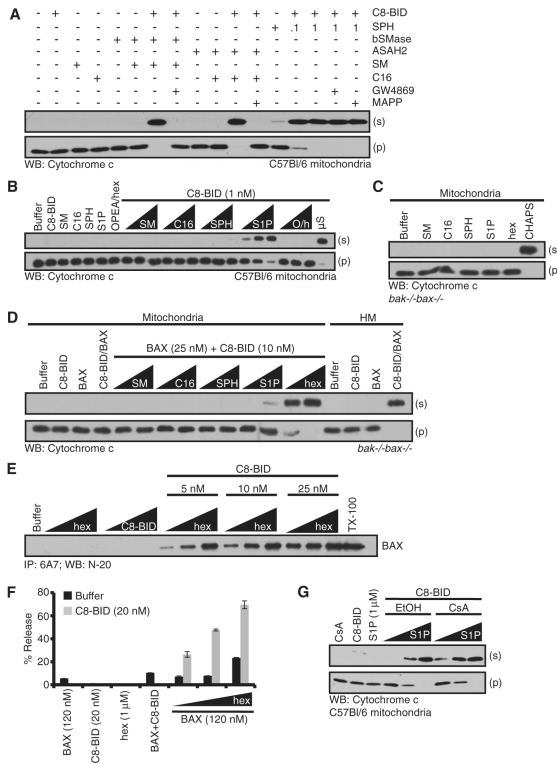 A
- + - - - - + + - - + + - + + + + C8-BID
- - - - - - - - - - - - + .1 1 1 1 SPH
- - - - + + + + - - - - - - - - - bSMase
- - - - - - - - + + + + - - - - - ASAH2
- - + - - + + + - - - - - - - - - SM
- - - + - - - - - + + + - - - - - C16
- - - - - - - + - - - - - - - + - GW4869
- - - - - - - - - - - + - - - - + MAPP
(s)
(p)
WB: Cytochrome c C57Bl/6 mitochondria
B
C8-BID (1 nM)
Buffer C8-BID SM C16 SPH S1P OPEA/hex SM C16 SPH S1P O/h µS
(s)
(p)
WB: Cytochrome c C57Bl/6 mitochondria
C
Mitochondria
Buffer SM C16 SPH S1P hex CHAPS
(s)
(p)
WB: Cytochrome c
bak-/-bax-/-
D
Mitochondria HM
BAX (25 nM) + C8-BID (10 nM)
Buffer C8-BID BAX C8-BID/BAX SM C16 SPH S1P hex Buffer C8-BID BAX C8-BID/BAX
(s)
(p)
WB: Cytochrome c bak-/-bax-/-
E
C8-BID
5 nM 10 nM 25 nM
Buffer hex C8-BID hex hex hex TX-100
BAX
IP: 6A7; WB: N-20
F
Buffer
C8-BID (20 nM)
% Release
80
60
40
20
0
BAX (120 nM)
C8-BID (20 nM)
hex (1 µM)
BAX+C8-BID
hex
BAX (120 nM)
G
C8-BID
EtOH CsA
CsA C8-BID S1P (1 µM) S1P S1P
(s)
(p)
WB: Cytochrome c
C57Bl/6 mitochondria